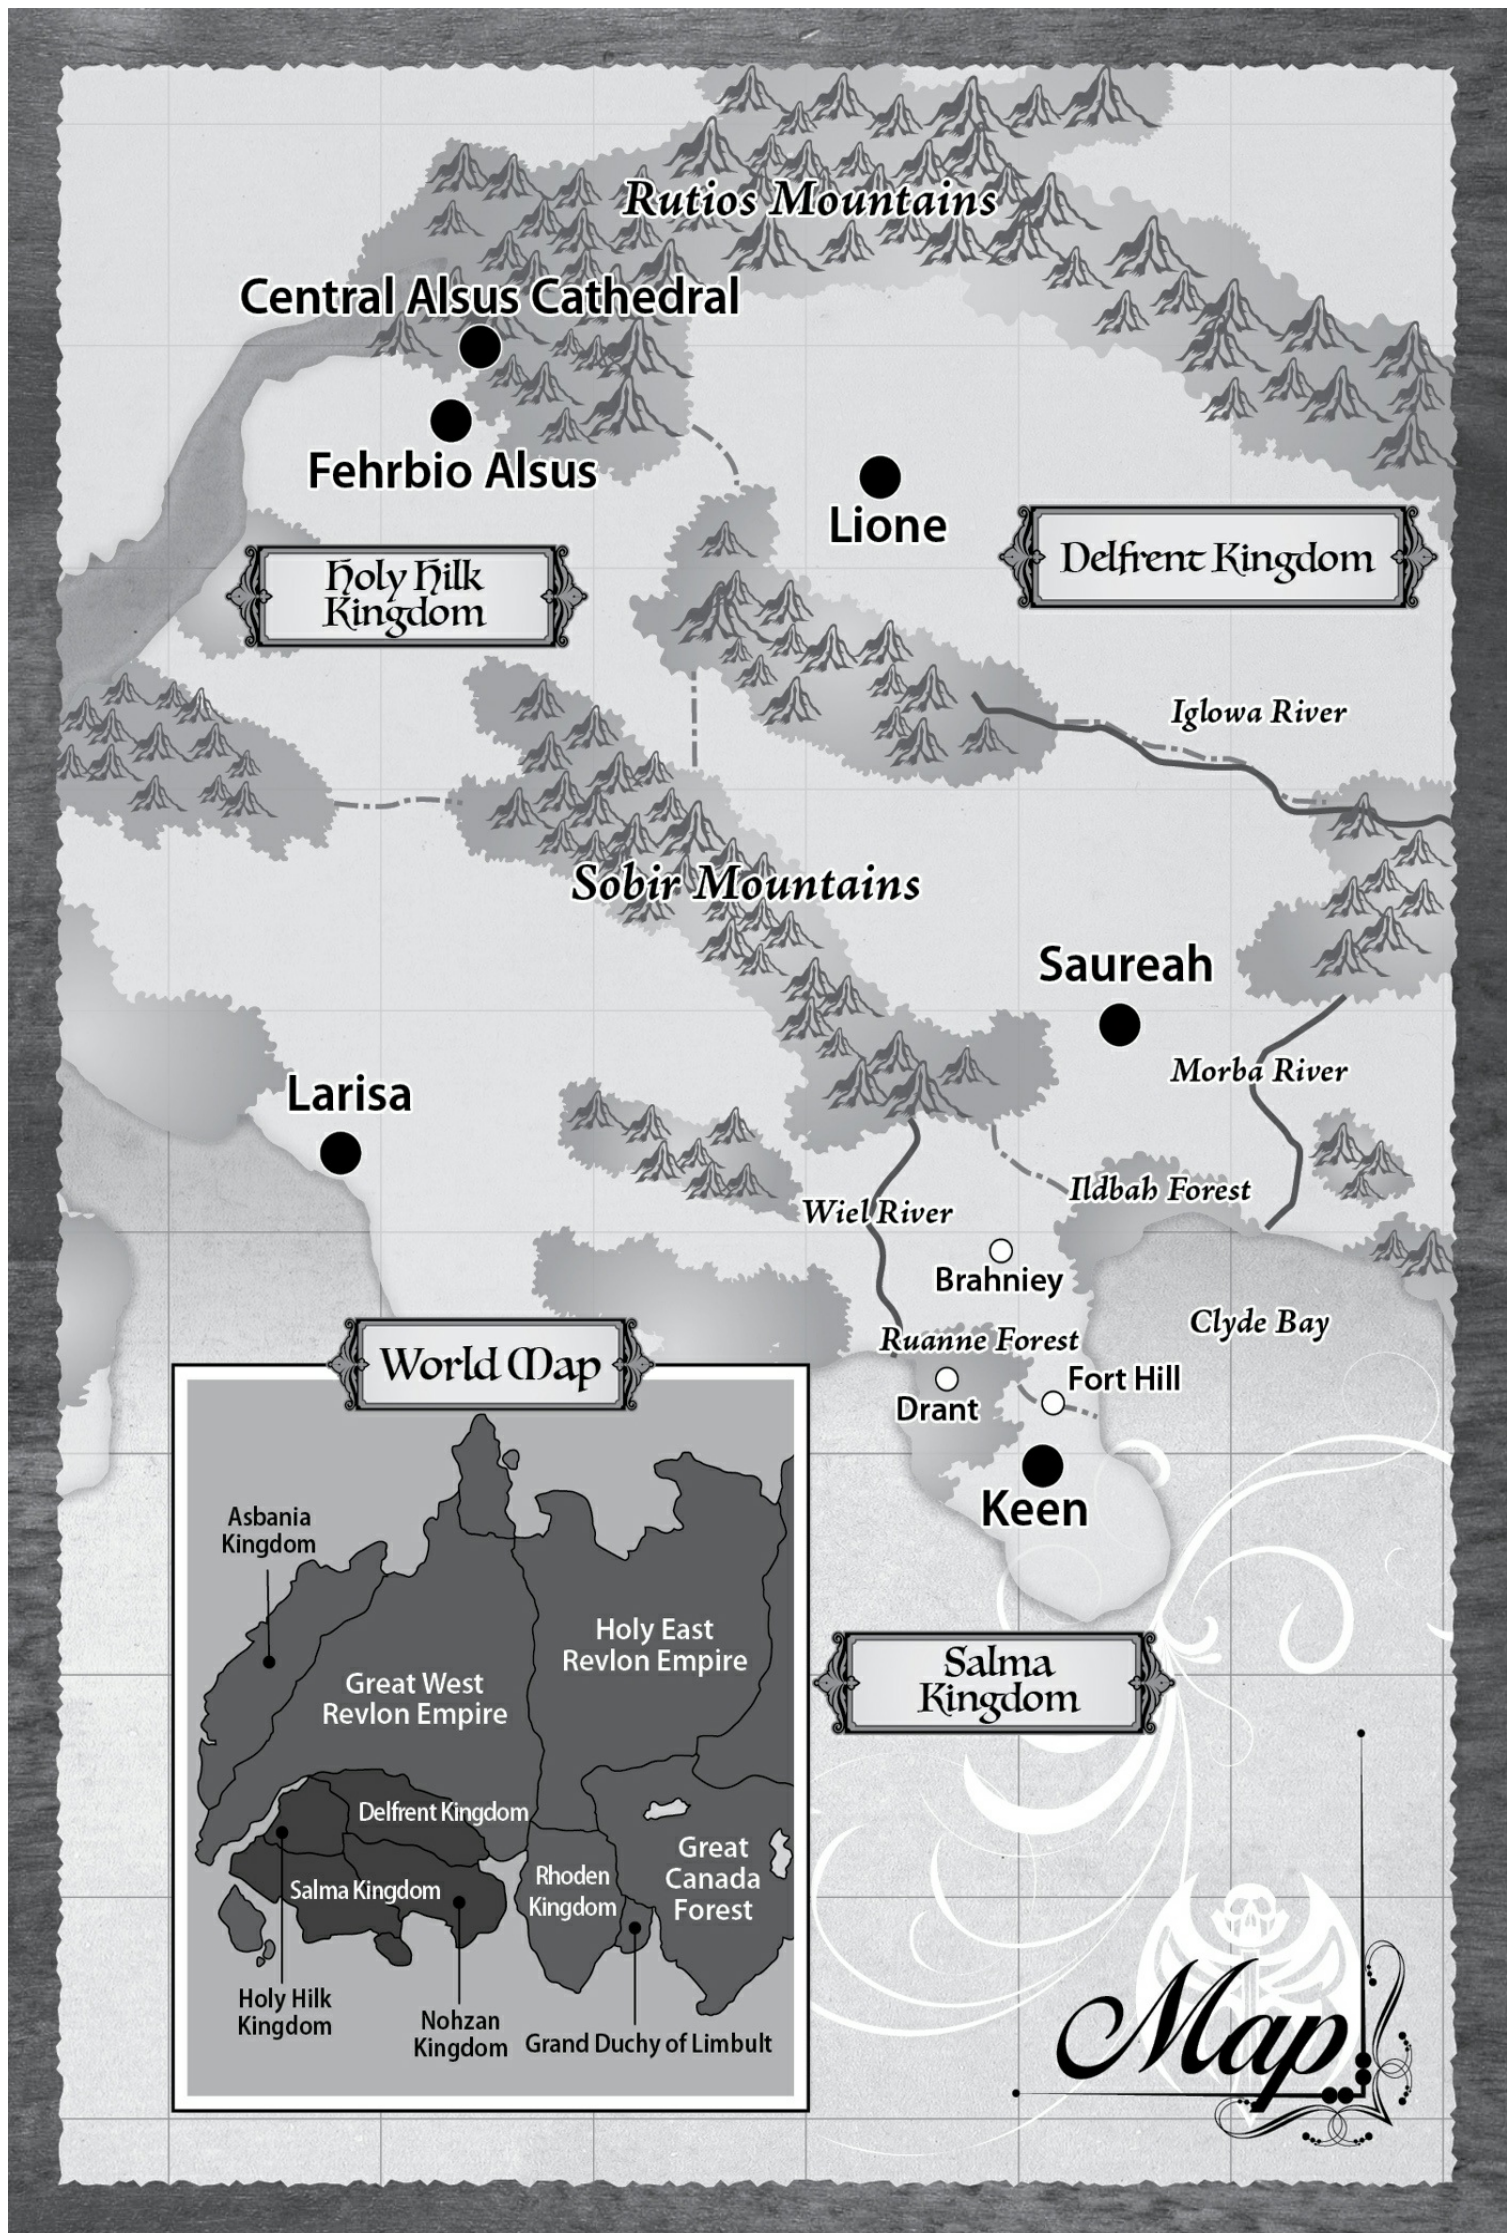 Rutios Mountains
Central Alsus Cathedral
Fehrbio Alsus
Lione
Delfrent Kingdom
Holy Hilk
Kingdom
Iglowa River
Sobir Mountains
Saureah
Morba River
Larisa
Ildbah Forest
Wiel River
Brahniey
Clyde Bay
Ruanne Forest
Fort Hill
Drant
Keen
World Map
Asbania
Kingdom
Holy East
Revlon Empire
Great West
Revlon Empire
Salma
Kingdom
Delfrent Kingdom
Great
Canada
Forest
Rhoden
Kingdom
Salma Kingdom
Holy Hilk
Kingdom
Nohzan
Kingdom
Grand Duchy of Limbult
Map